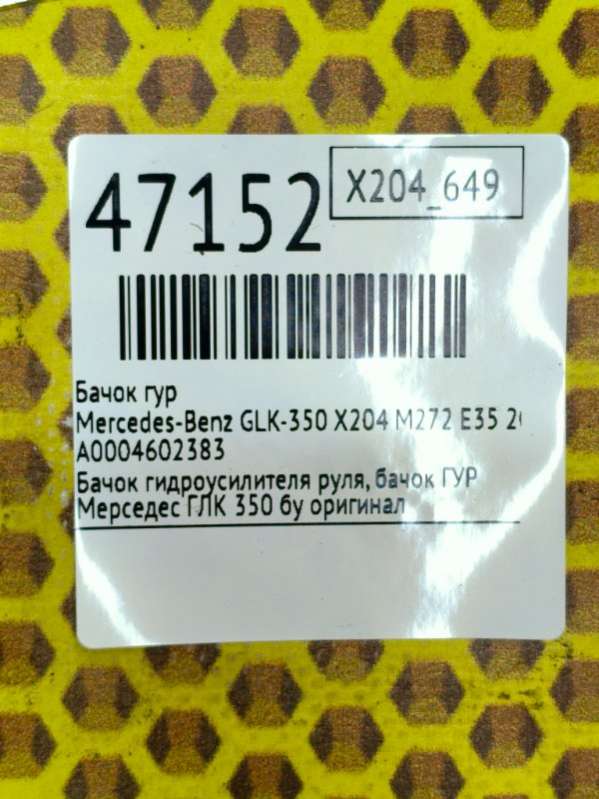 47152
X204_649
Бачок гур
Mercedes-Benz GLK-350 X204 M272 E35
A0004602383
Бачок гидроусилителя руля, бачок ГУР
Мерседес ГЛК 350 бу оригинал